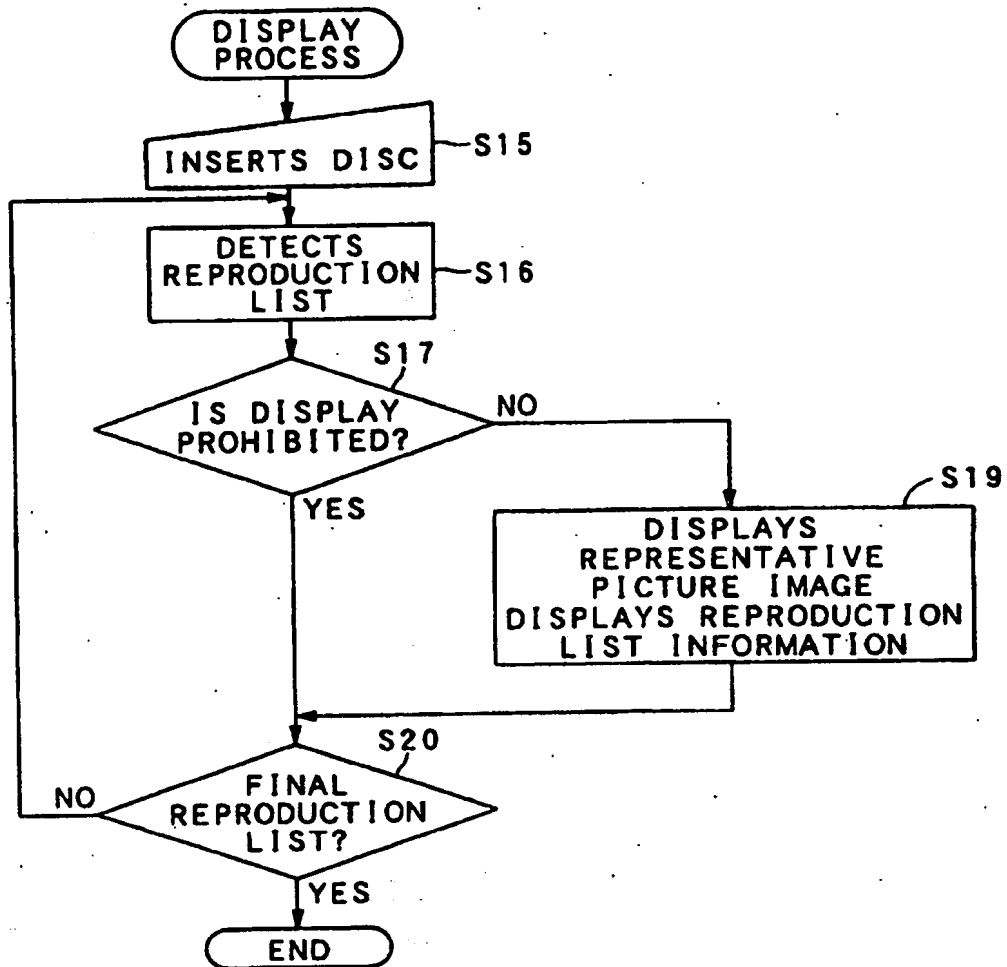 DISPLAY
PROCESS
INSERTS DISC
S15
DETECTS
REPRODUCTION
LIST
S16
S17
IS DISPLAY
PROHIBITED?
NO
YES
S19
DISPLAYS
REPRESENTATIVE
PICTURE IMAGE
DISPLAYS REPRODUCTION
LIST INFORMATION
S20
FINAL
REPRODUCTION
LIST?
NO
YES
END